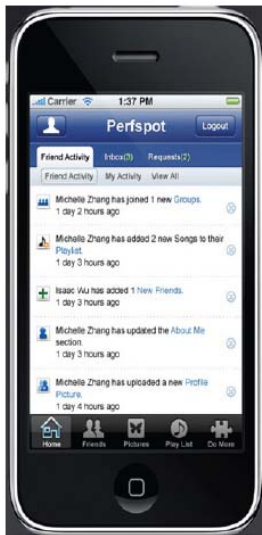 Carrier 1:37 PM
Perfspot
Logout
Friend Activity Inbox(3) Requests(2)
Friend Activity My Activity View All
Michelle Zhang has joined 1 new Groups.
1 day 2 hours ago
Michelle Zhang has added 2 new Songs to their
Playlist.
1 day 3 hours ago
Isaac Wu has added 1 New Friends.
1 day 3 hours ago
Michelle Zhang has updated the About Me
section.
1 day 3 hours ago
Michelle Zhang has uploaded a new Profile
Picture.
1 day 4 hours ago
Home Friends Pictures Play List Do More